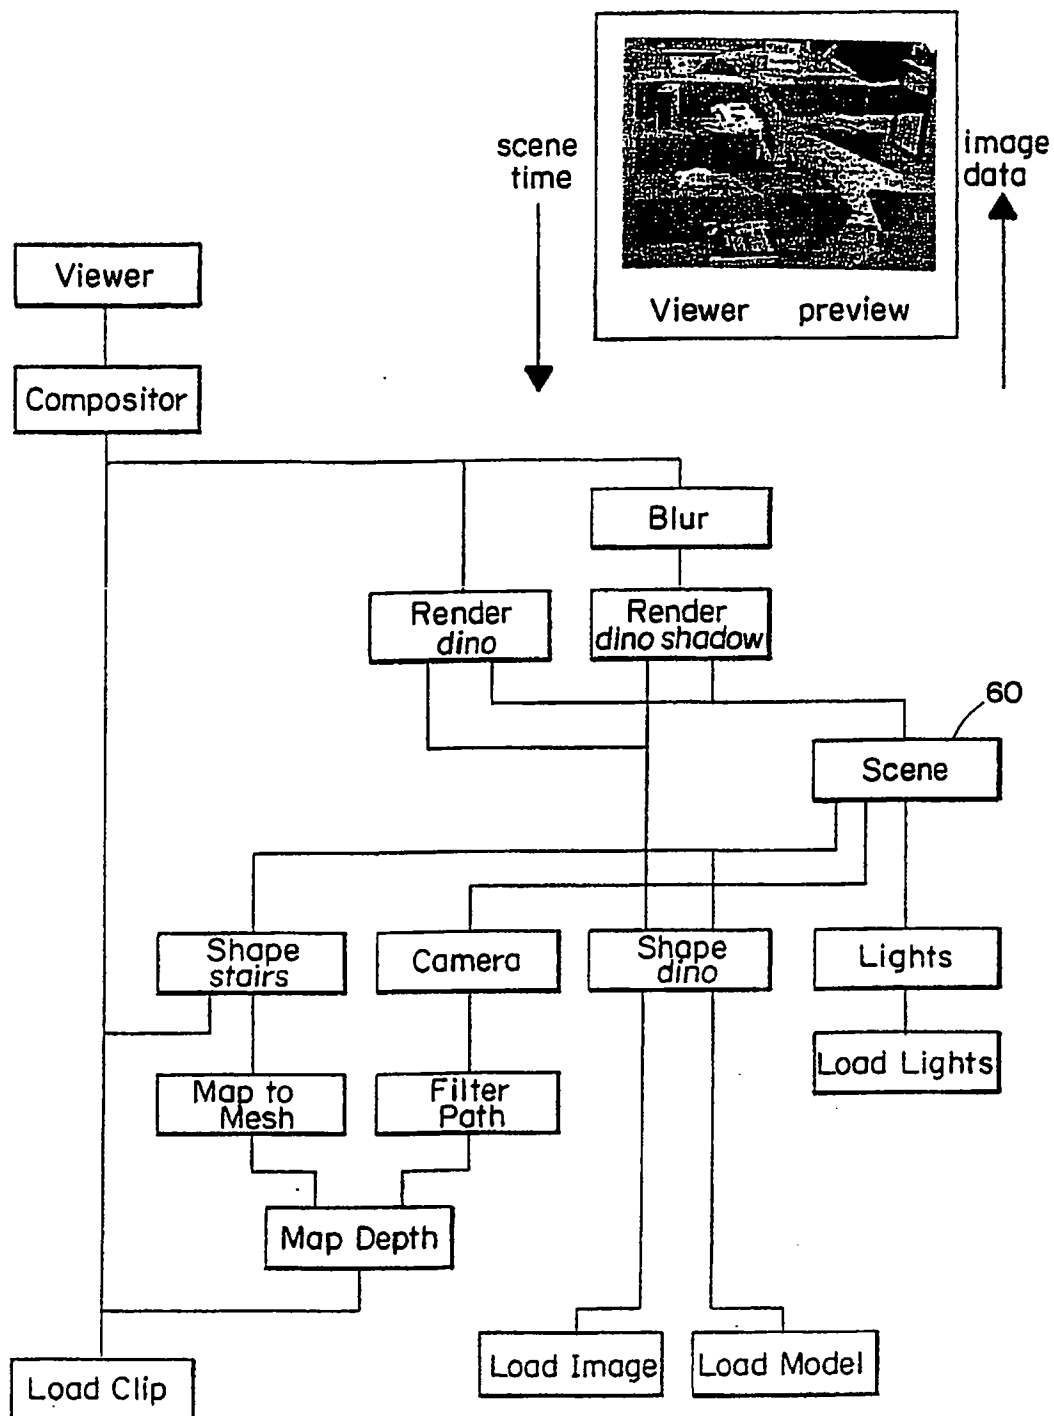 scene
time
image
data
Viewer preview
Viewer
Compositor
Blur
Render
dino
Render
dino shadow
60
Scene
Shape
stairs
Camera
Shape
dino
Lights
Load Lights
Map to
Mesh
Filter
Path
Map Depth
Load Image
Load Model
Load Clip